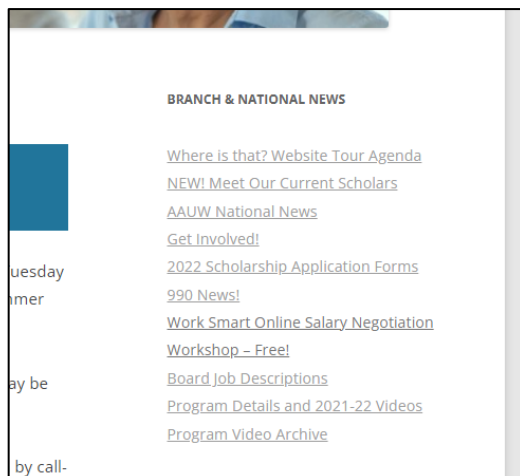 BRANCH & NATIONAL NEWS
Where is that? Website Tour Agenda
NEW! Meet Our Current Scholars
AAUW National News
Get Involved!
2022 Scholarship Application Forms
990 News!
Work Smart Online Salary Negotiation
Workshop – Free!
Board Job Descriptions
Program Details and 2021-22 Videos
Program Video Archive
uesday
nmer
ay be
by call-